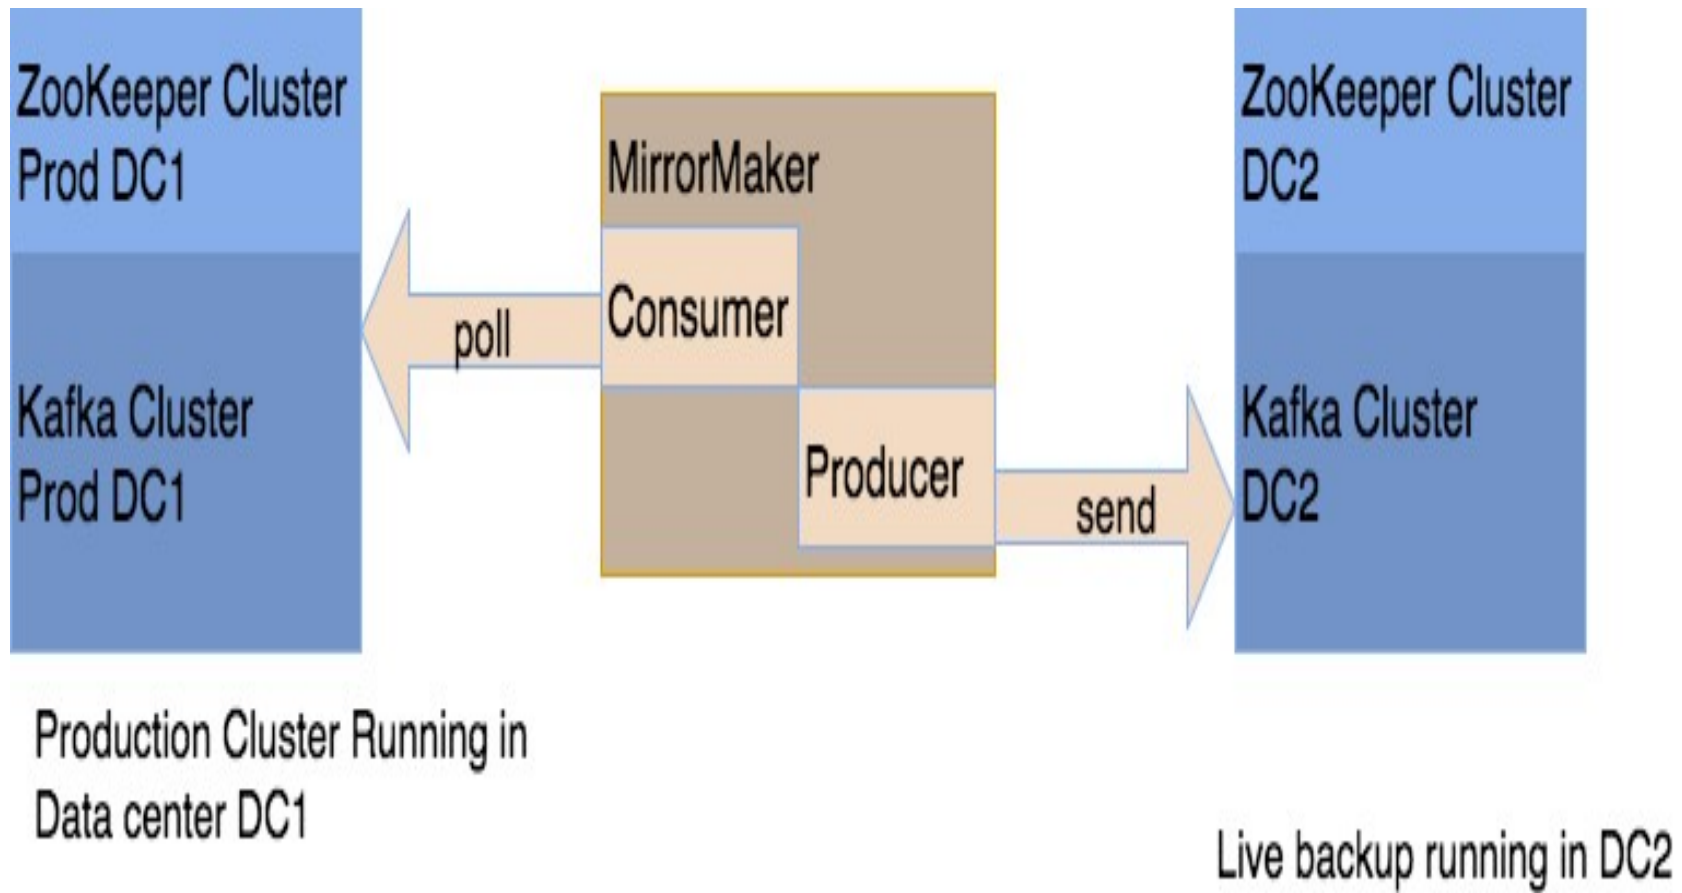 ZooKeeper Cluster
Prod DC1
Kafka Cluster
Prod DC1
poll
MirrorMaker
Consumer
Producer
send
ZooKeeper Cluster
DC2
Kafka Cluster
DC2
Production Cluster Running in
Data center DC1
Live backup running in DC2